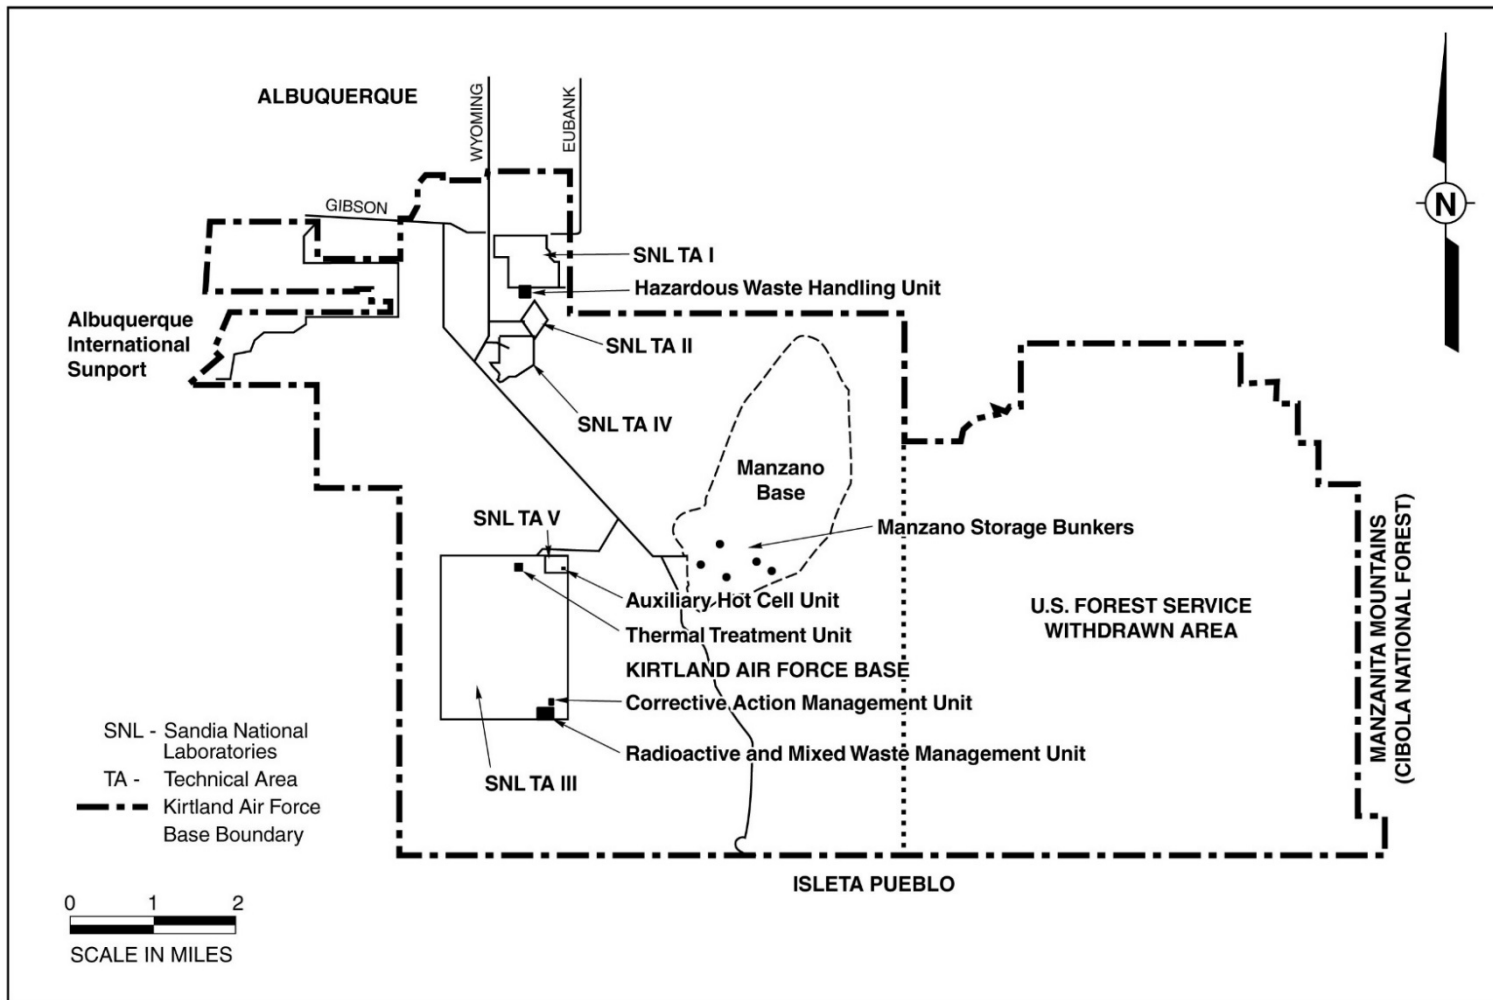 ALBUQUERQUE
WYOMING
EUBANK
GIBSON
N
SNL TA I
Hazardous Waste Handling Unit
Albuquerque
International
Sunport
SNL TA II
SNL TA IV
Manzano
Base
SNL TA V
Manzano Storage Bunkers
Auxiliary Hot Cell Unit
U.S. FOREST SERVICE
WITHDRAWN AREA
Thermal Treatment Unit
KIRTLAND AIR FORCE BASE
Corrective Action Management Unit
Radioactive and Mixed Waste Management Unit
SNL TA III
MANZANITA MOUNTAINS
(CIBOLA NATIONAL FOREST)
SNL - Sandia National
Laboratories
TA - Technical Area
Kirtland Air Force
Base Boundary
ISLETA PUEBLO
0 1 2
SCALE IN MILES